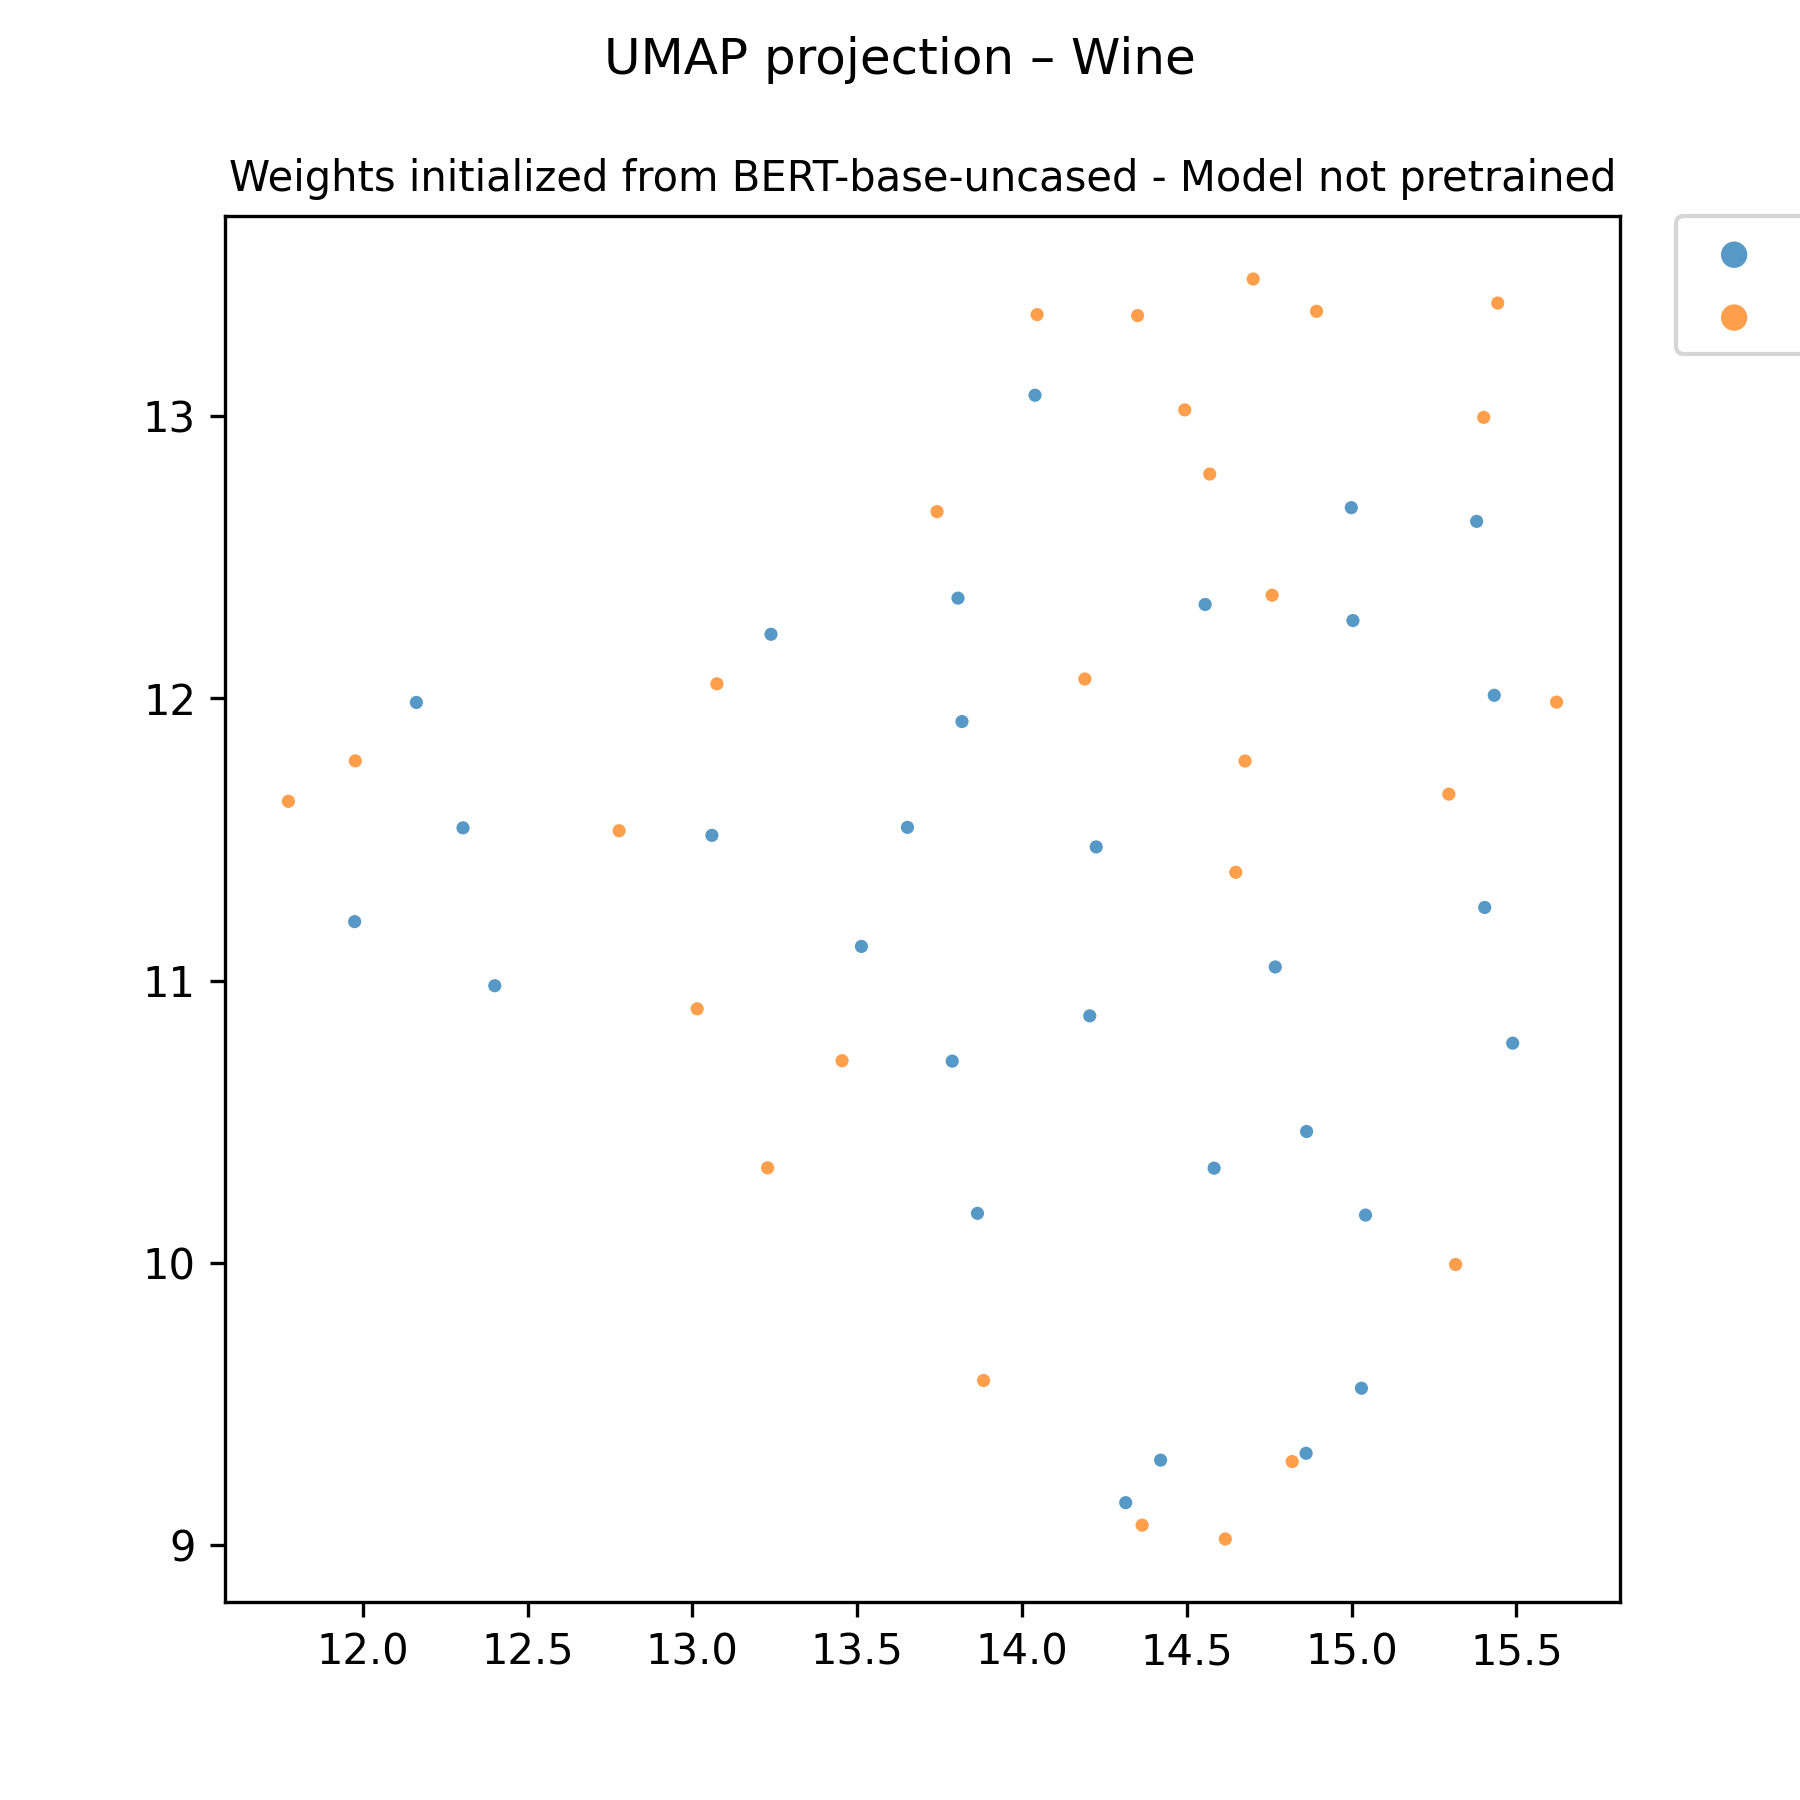 UMAP projection – Wine
Weights initialized from BERT-base-uncased - Model not pretrained
13
12
11
10
9
12.0 12.5 13.0 13.5 14.0 14.5 15.0 15.5